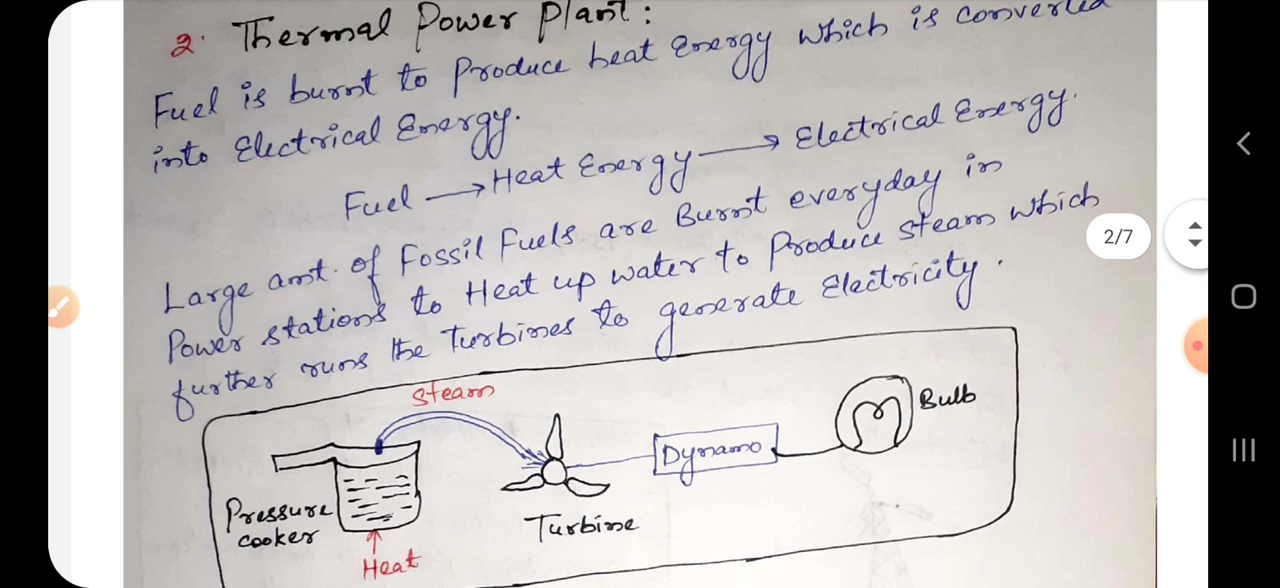 2. Thermal Power Plant:
Fuel is burnt to Produce heat Energy which is converted
into Electrical Energy.
Fuel → Heat Energy → Electrical Energy.
Large amt. of Fossil Fuels are Burnt everyday in
Power stations to Heat up water to Produce steam which
further runs the Turbines to generate Electricity.
Steam
Bulb
Dynamo
Pressure
cooker
Turbine
Heat
2/7